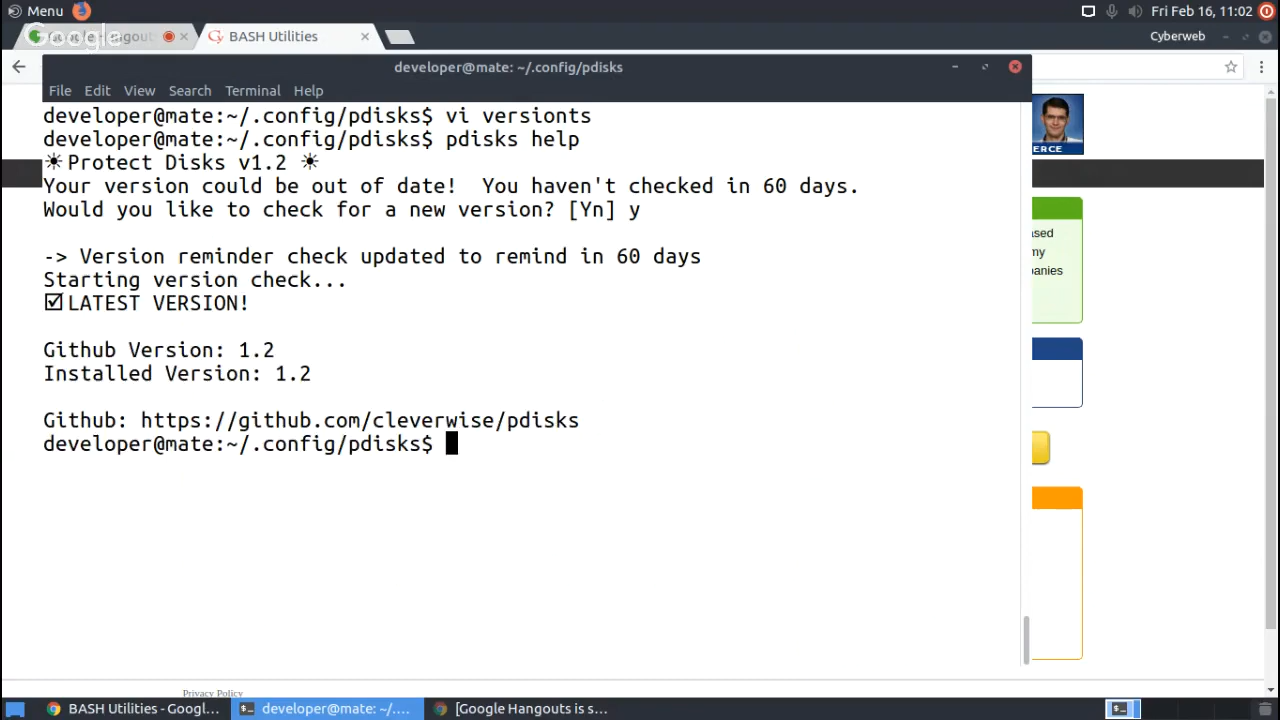 Menu
Fri Feb 16, 11:02
Google
BASH Utilities
Cyberweb
developer@mate: ~/.config/pdisks
File Edit View Search Terminal Help
developer@mate:~/.config/pdisks$ vi versionts
developer@mate:~/.config/pdisks$ pdisks help
☀Protect Disks v1.2 ☀
Your version could be out of date!  You haven't checked in 60 days.
Would you like to check for a new version? [Yn] y
-> Version reminder check updated to remind in 60 days
Starting version check...
☑LATEST VERSION!
Github Version: 1.2
Installed Version: 1.2
Github: https://github.com/cleverwise/pdisks
developer@mate:~/.config/pdisks$
ERCE
ased
my
panies
Privacy Policy
BASH Utilities - Googl...
developer@mate: ~/....
[Google Hangouts is s...